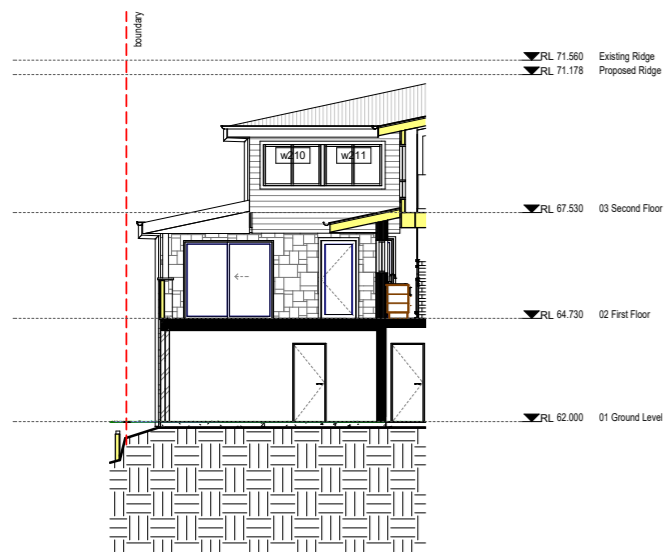 boundary
RL 71.560 Existing Ridge
RL 71.178 Proposed Ridge
w210 w211
RL 67.530 03 Second Floor
RL 64.730 02 First Floor
RL 62.000 01 Ground Level